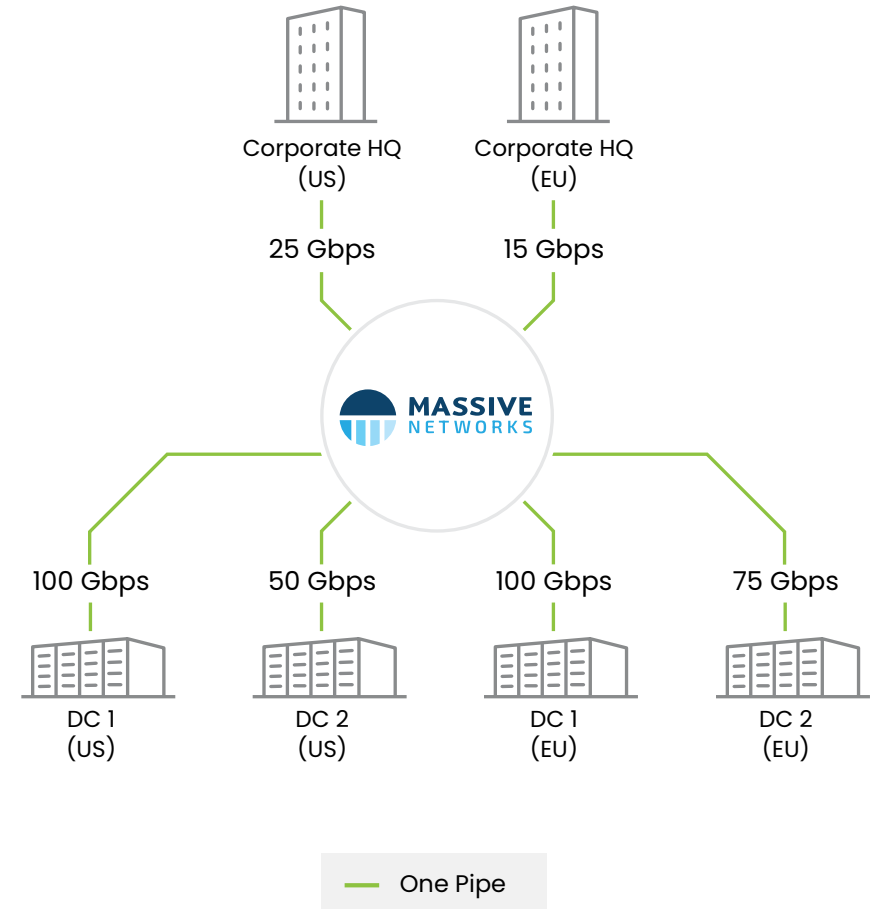 Corporate HQ
(US)
Corporate HQ
(EU)
25 Gbps
15 Gbps
MASSIVE
NETWORKS
100 Gbps
50 Gbps
100 Gbps
75 Gbps
DC 1
(US)
DC 2
(US)
DC 1
(EU)
DC 2
(EU)
One Pipe